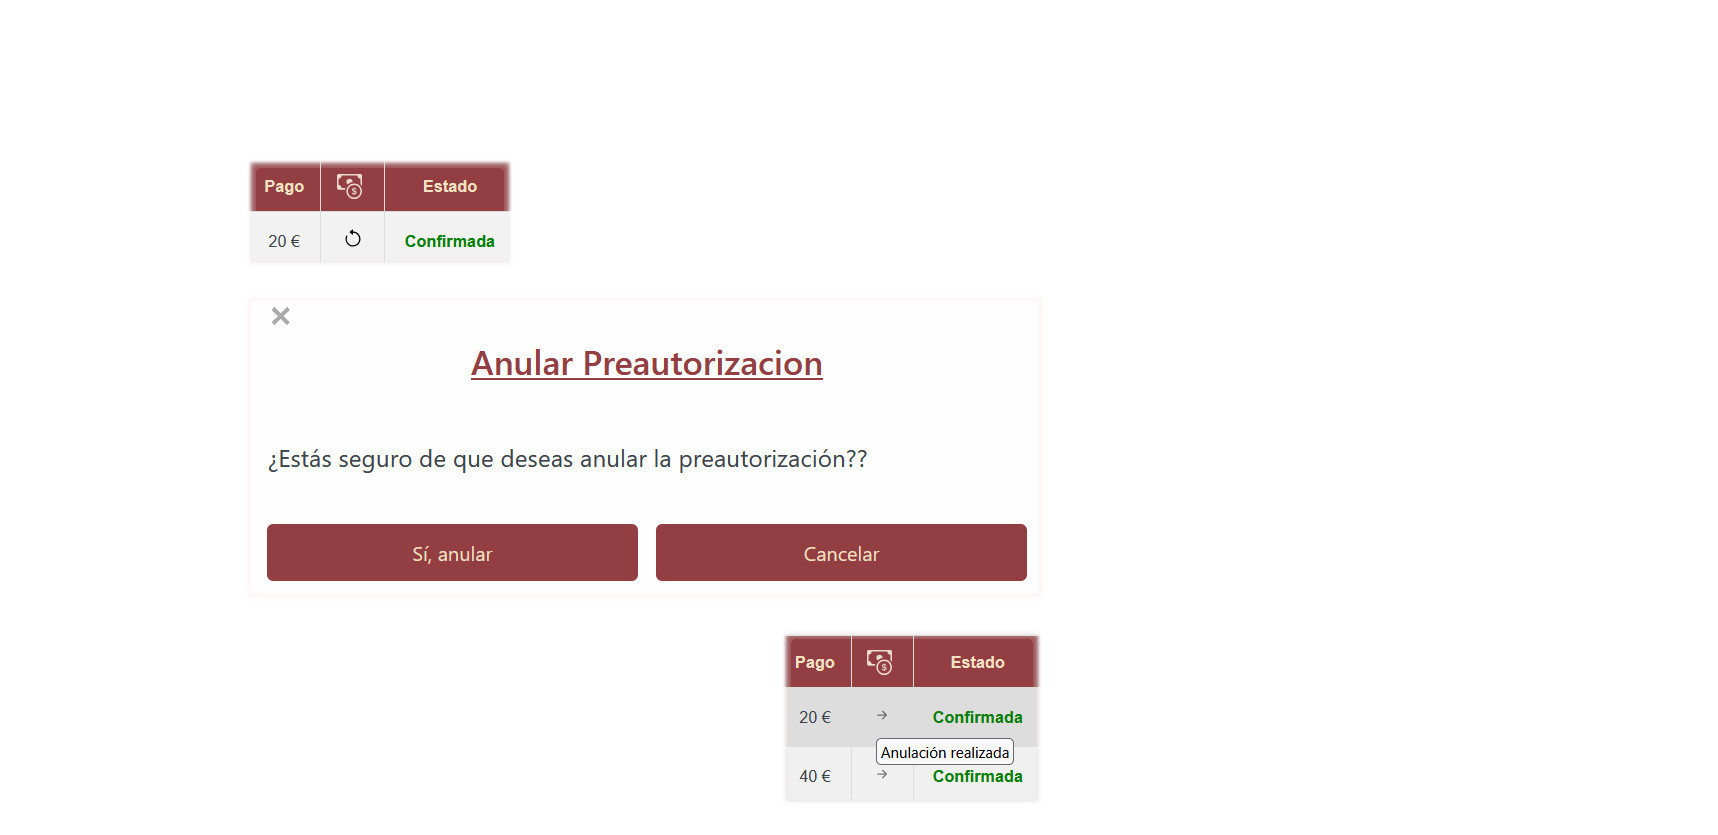 Pago Estado
20 € Confirmada
Anular Preautorizacion
¿Estás seguro de que deseas anular la preautorización??
Sí, anular Cancelar
Pago Estado
20 € Confirmada
Anulación realizada
40 € Confirmada